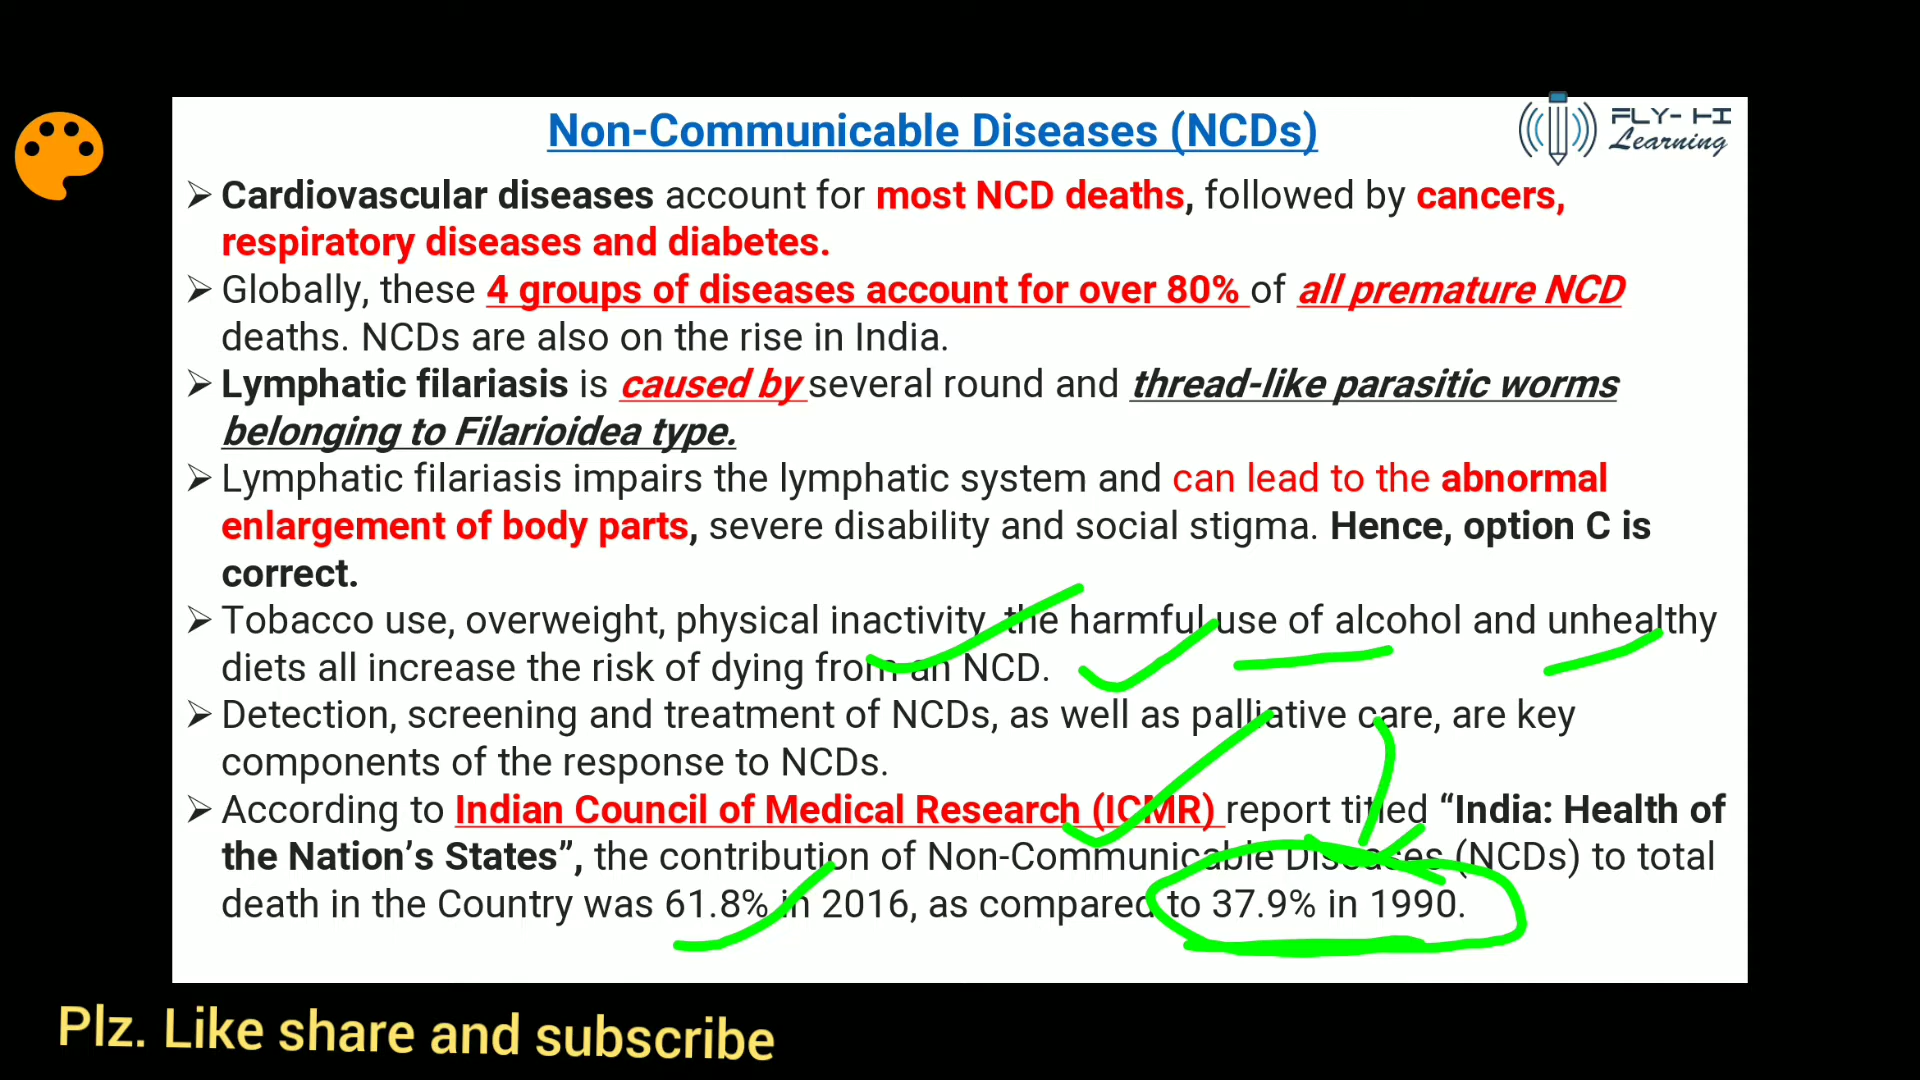 Non-Communicable Diseases (NCDs)
FLY- HI
Learning
➢ Cardiovascular diseases account for most NCD deaths, followed by cancers,
respiratory diseases and diabetes.
➢ Globally, these 4 groups of diseases account for over 80% of all premature NCD
deaths. NCDs are also on the rise in India.
➢ Lymphatic filariasis is caused by several round and thread-like parasitic worms
belonging to Filarioidea type.
➢ Lymphatic filariasis impairs the lymphatic system and can lead to the abnormal
enlargement of body parts, severe disability and social stigma. Hence, option C is
correct.
➢ Tobacco use, overweight, physical inactivity, the harmful use of alcohol and unhealthy
diets all increase the risk of dying from an NCD.
➢ Detection, screening and treatment of NCDs, as well as palliative care, are key
components of the response to NCDs.
➢ According to Indian Council of Medical Research (ICMR) report titled “India: Health of
the Nation’s States”, the contribution of Non-Communicable Diseases (NCDs) to total
death in the Country was 61.8% in 2016, as compared to 37.9% in 1990.
Plz. Like share and subscribe